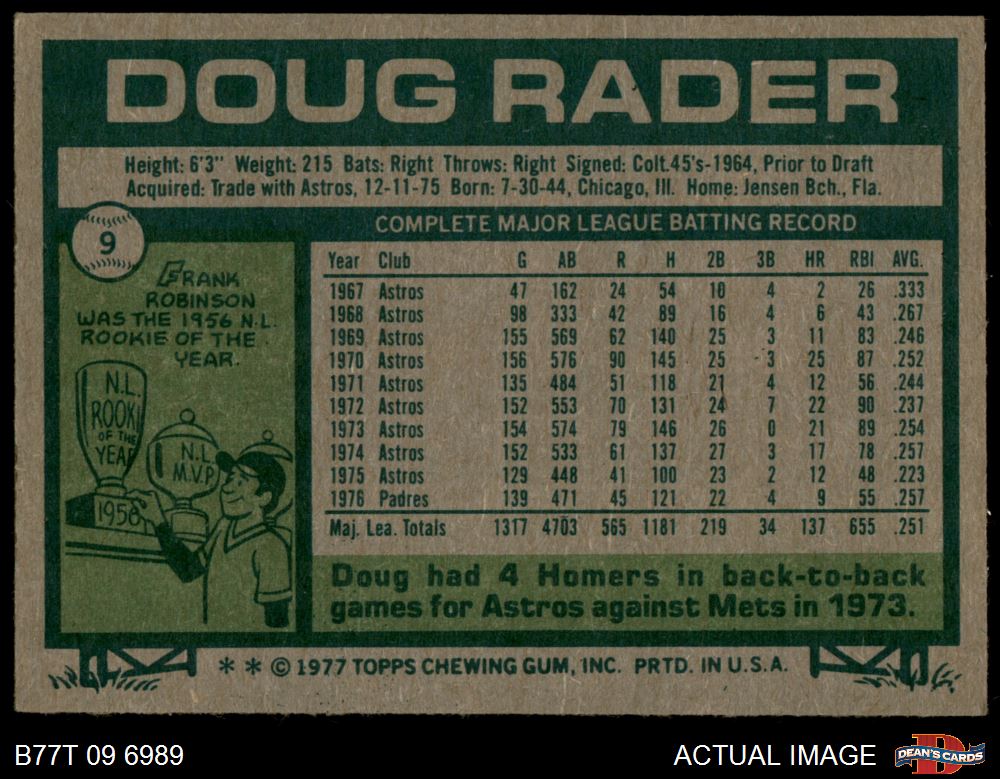 DOUG RADER
Height: 6'3" Weight: 215 Bats: Right Throws: Right Signed: Colt.45's-1964, Prior to Draft
Acquired: Trade with Astros, 12-11-75 Born: 7-30-44, Chicago, Ill. Home: Jensen Bch., Fla.
9
FRANK
ROBINSON
WAS THE 1956 N.L.
ROOKIE OF THE
YEAR.
N.L.
ROOKI
OF THE
YEAR
N.L.
M.V.P.
1956
COMPLETE MAJOR LEAGUE BATTING RECORD
Year Club G AB R H 2B 3B HR RBI AVG.
1967 Astros 47 162 24 54 10 4 2 26 .333
1968 Astros 98 333 42 89 16 4 6 43 .267
1969 Astros 155 569 62 140 25 3 11 83 .246
1970 Astros 156 576 90 145 25 3 25 87 .252
1971 Astros 135 484 51 118 21 4 12 56 .244
1972 Astros 152 553 70 131 24 7 22 90 .237
1973 Astros 154 574 79 146 26 0 21 89 .254
1974 Astros 152 533 61 137 27 3 17 78 .257
1975 Astros 129 448 41 100 23 2 12 48 .223
1976 Padres 139 471 45 121 22 4 9 55 .257
Maj. Lea. Totals 1317 4703 565 1181 219 34 137 655 .251
Doug had 4 Homers in back-to-back
games for Astros against Mets in 1973.
* * © 1977 TOPPS CHEWING GUM, INC. PRTD. IN U.S.A.
B77T 09 6989
ACTUAL IMAGE
D
DEAN'S CARDS